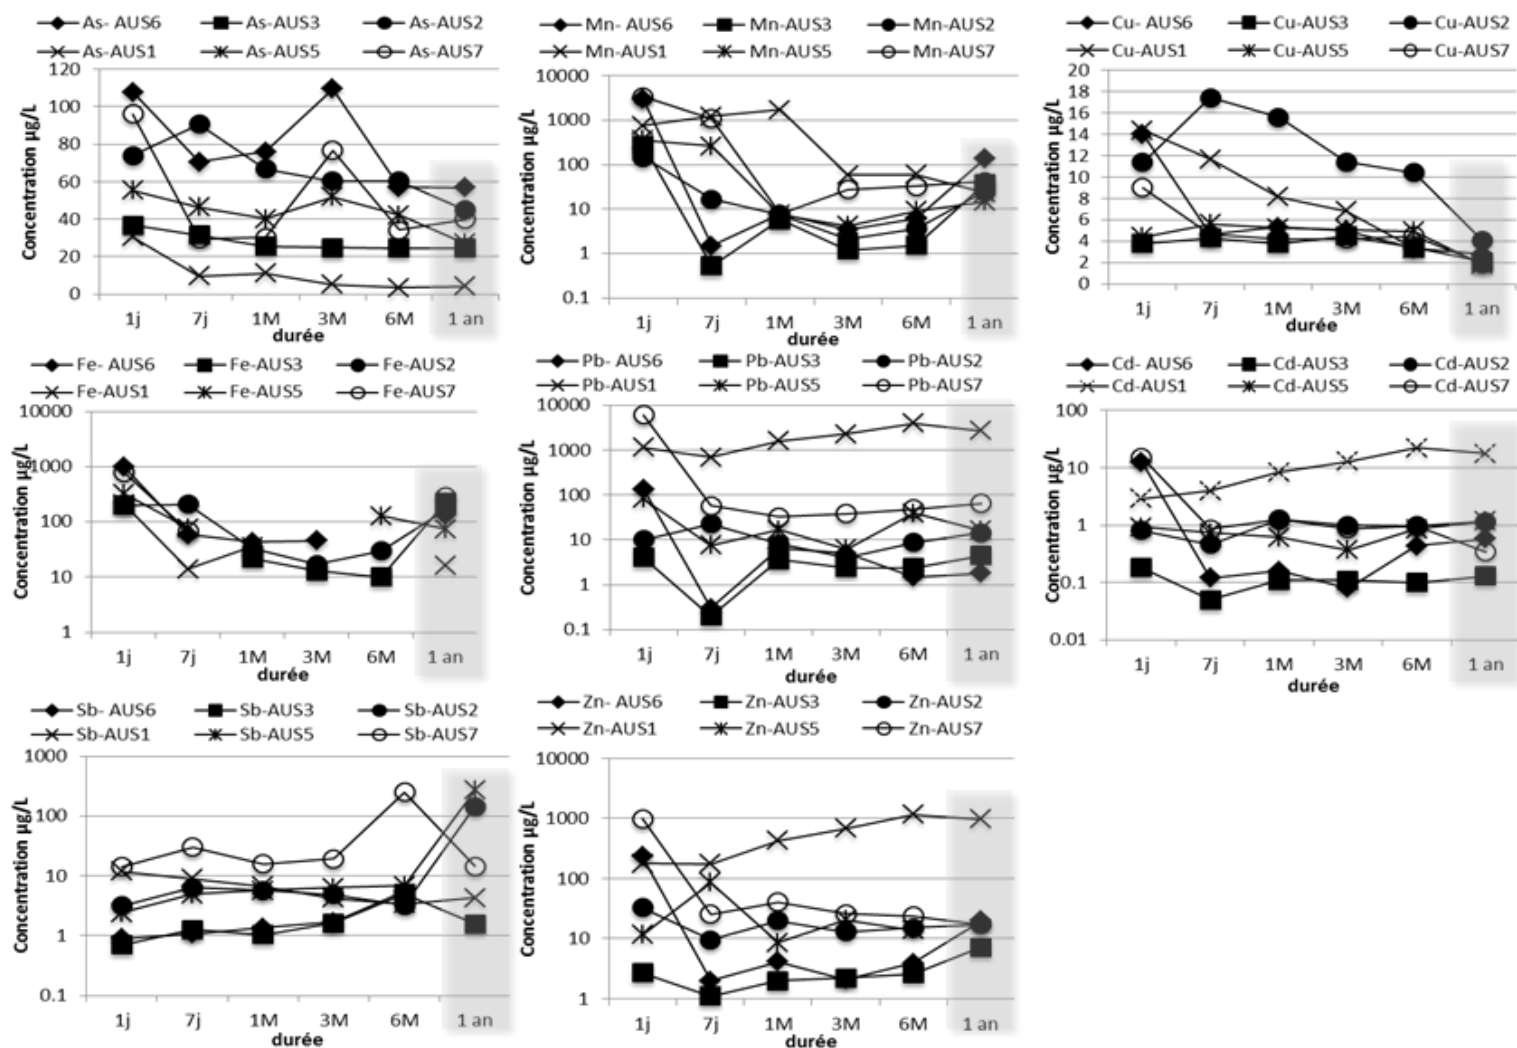 As- AUS6 As-AUS3 As-AUS2
As-AUS1 As-AUS5 As-AUS7
Concentration µg/L
120
100
80
60
40
20
0
1j 7j 1M 3M 6M 1 an
durée
Mn- AUS6 Mn-AUS3 Mn-AUS2
Mn-AUS1 Mn-AUS5 Mn-AUS7
Concentration µg/L
10000
1000
100
10
1
0.1
1j 7j 1M 3M 6M 1 an
durée
Cu- AUS6 Cu-AUS3 Cu-AUS2
Cu-AUS1 Cu-AUS5 Cu-AUS7
Concentration µg/L
20
18
16
14
12
10
8
6
4
2
0
1j 7j 1M 3M 6M 1 an
durée
Fe- AUS6 Fe-AUS3 Fe-AUS2
Fe-AUS1 Fe-AUS5 Fe-AUS7
Concentration µg/L
10000
1000
100
10
1
1j 7j 1M 3M 6M 1 an
durée
Pb- AUS6 Pb-AUS3 Pb-AUS2
Pb-AUS1 Pb-AUS5 Pb-AUS7
Concentration µg/L
10000
1000
100
10
1
0.1
1j 7j 1M 3M 6M 1 an
durée
Cd- AUS6 Cd-AUS3 Cd-AUS2
Cd-AUS1 Cd-AUS5 Cd-AUS7
Concentration µg/L
100
10
1
0.1
0.01
1j 7j 1M 3M 6M 1 an
durée
Sb- AUS6 Sb-AUS3 Sb-AUS2
Sb-AUS1 Sb-AUS5 Sb-AUS7
Concentration µg/L
1000
100
10
1
0.1
1j 7j 1M 3M 6M 1 an
durée
Zn- AUS6 Zn-AUS3 Zn-AUS2
Zn-AUS1 Zn-AUS5 Zn-AUS7
Concentration µg/L
10000
1000
100
10
1
1j 7j 1M 3M 6M 1 an
durée